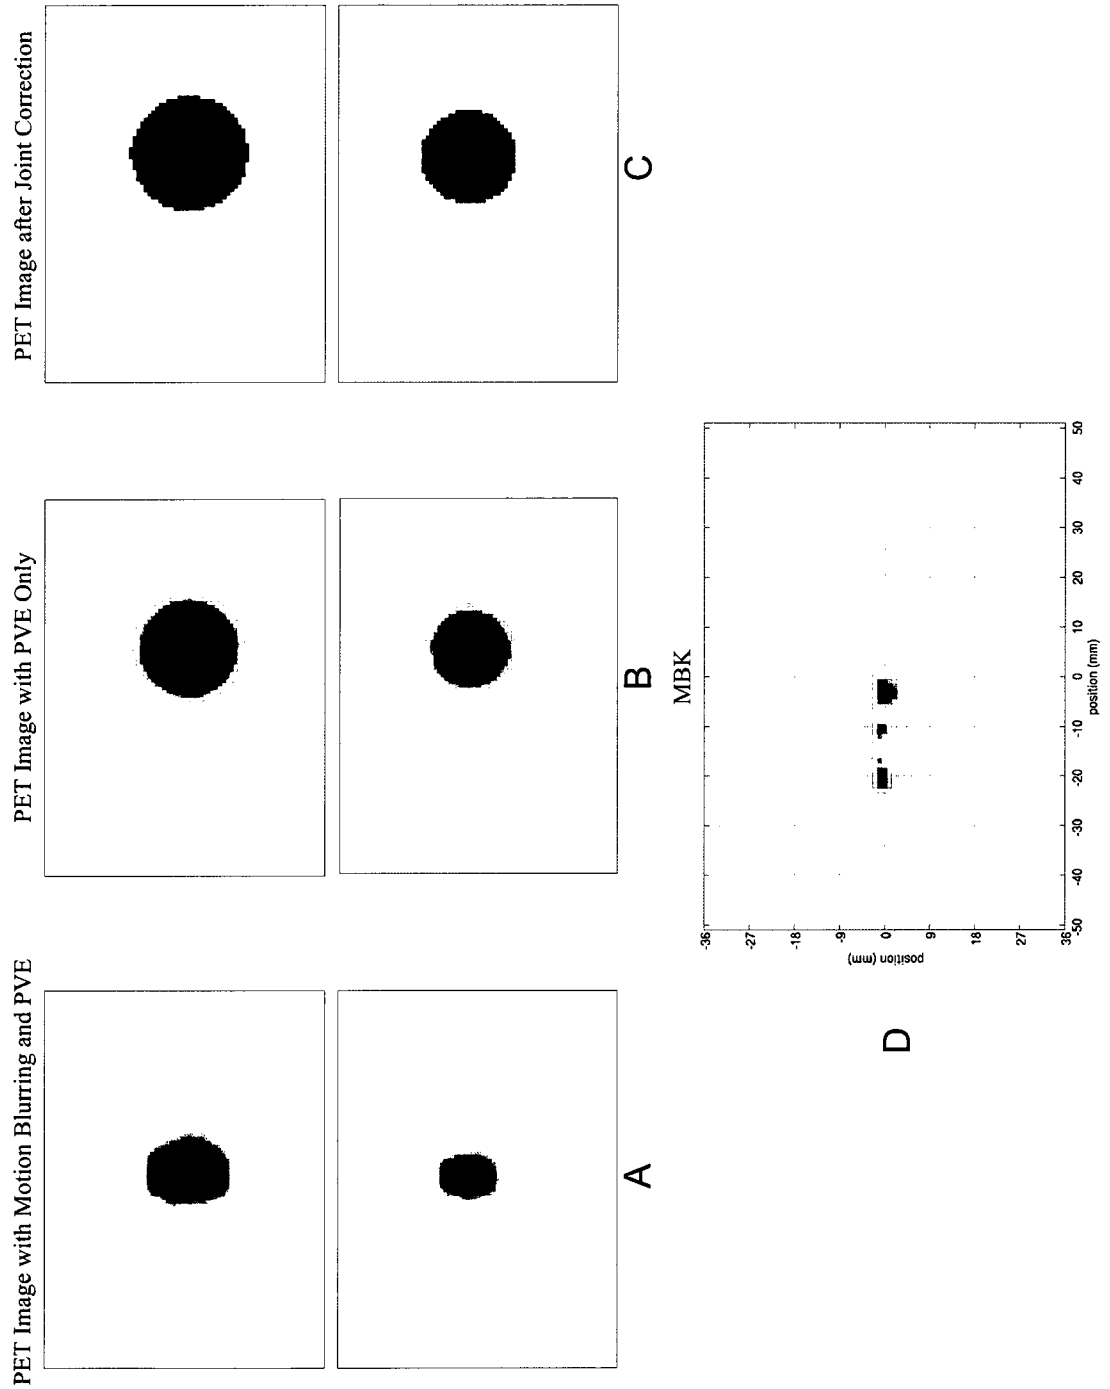 PET Image with Motion Blurring and PVE
PET Image with PVE Only
PET Image after Joint Correction
A
B
C
MBK
D
position (mm)
-36
-27
-18
-9
0
9
18
27
36
-50
-40
-30
-20
-10
0
10
20
30
40
50
position (mm)